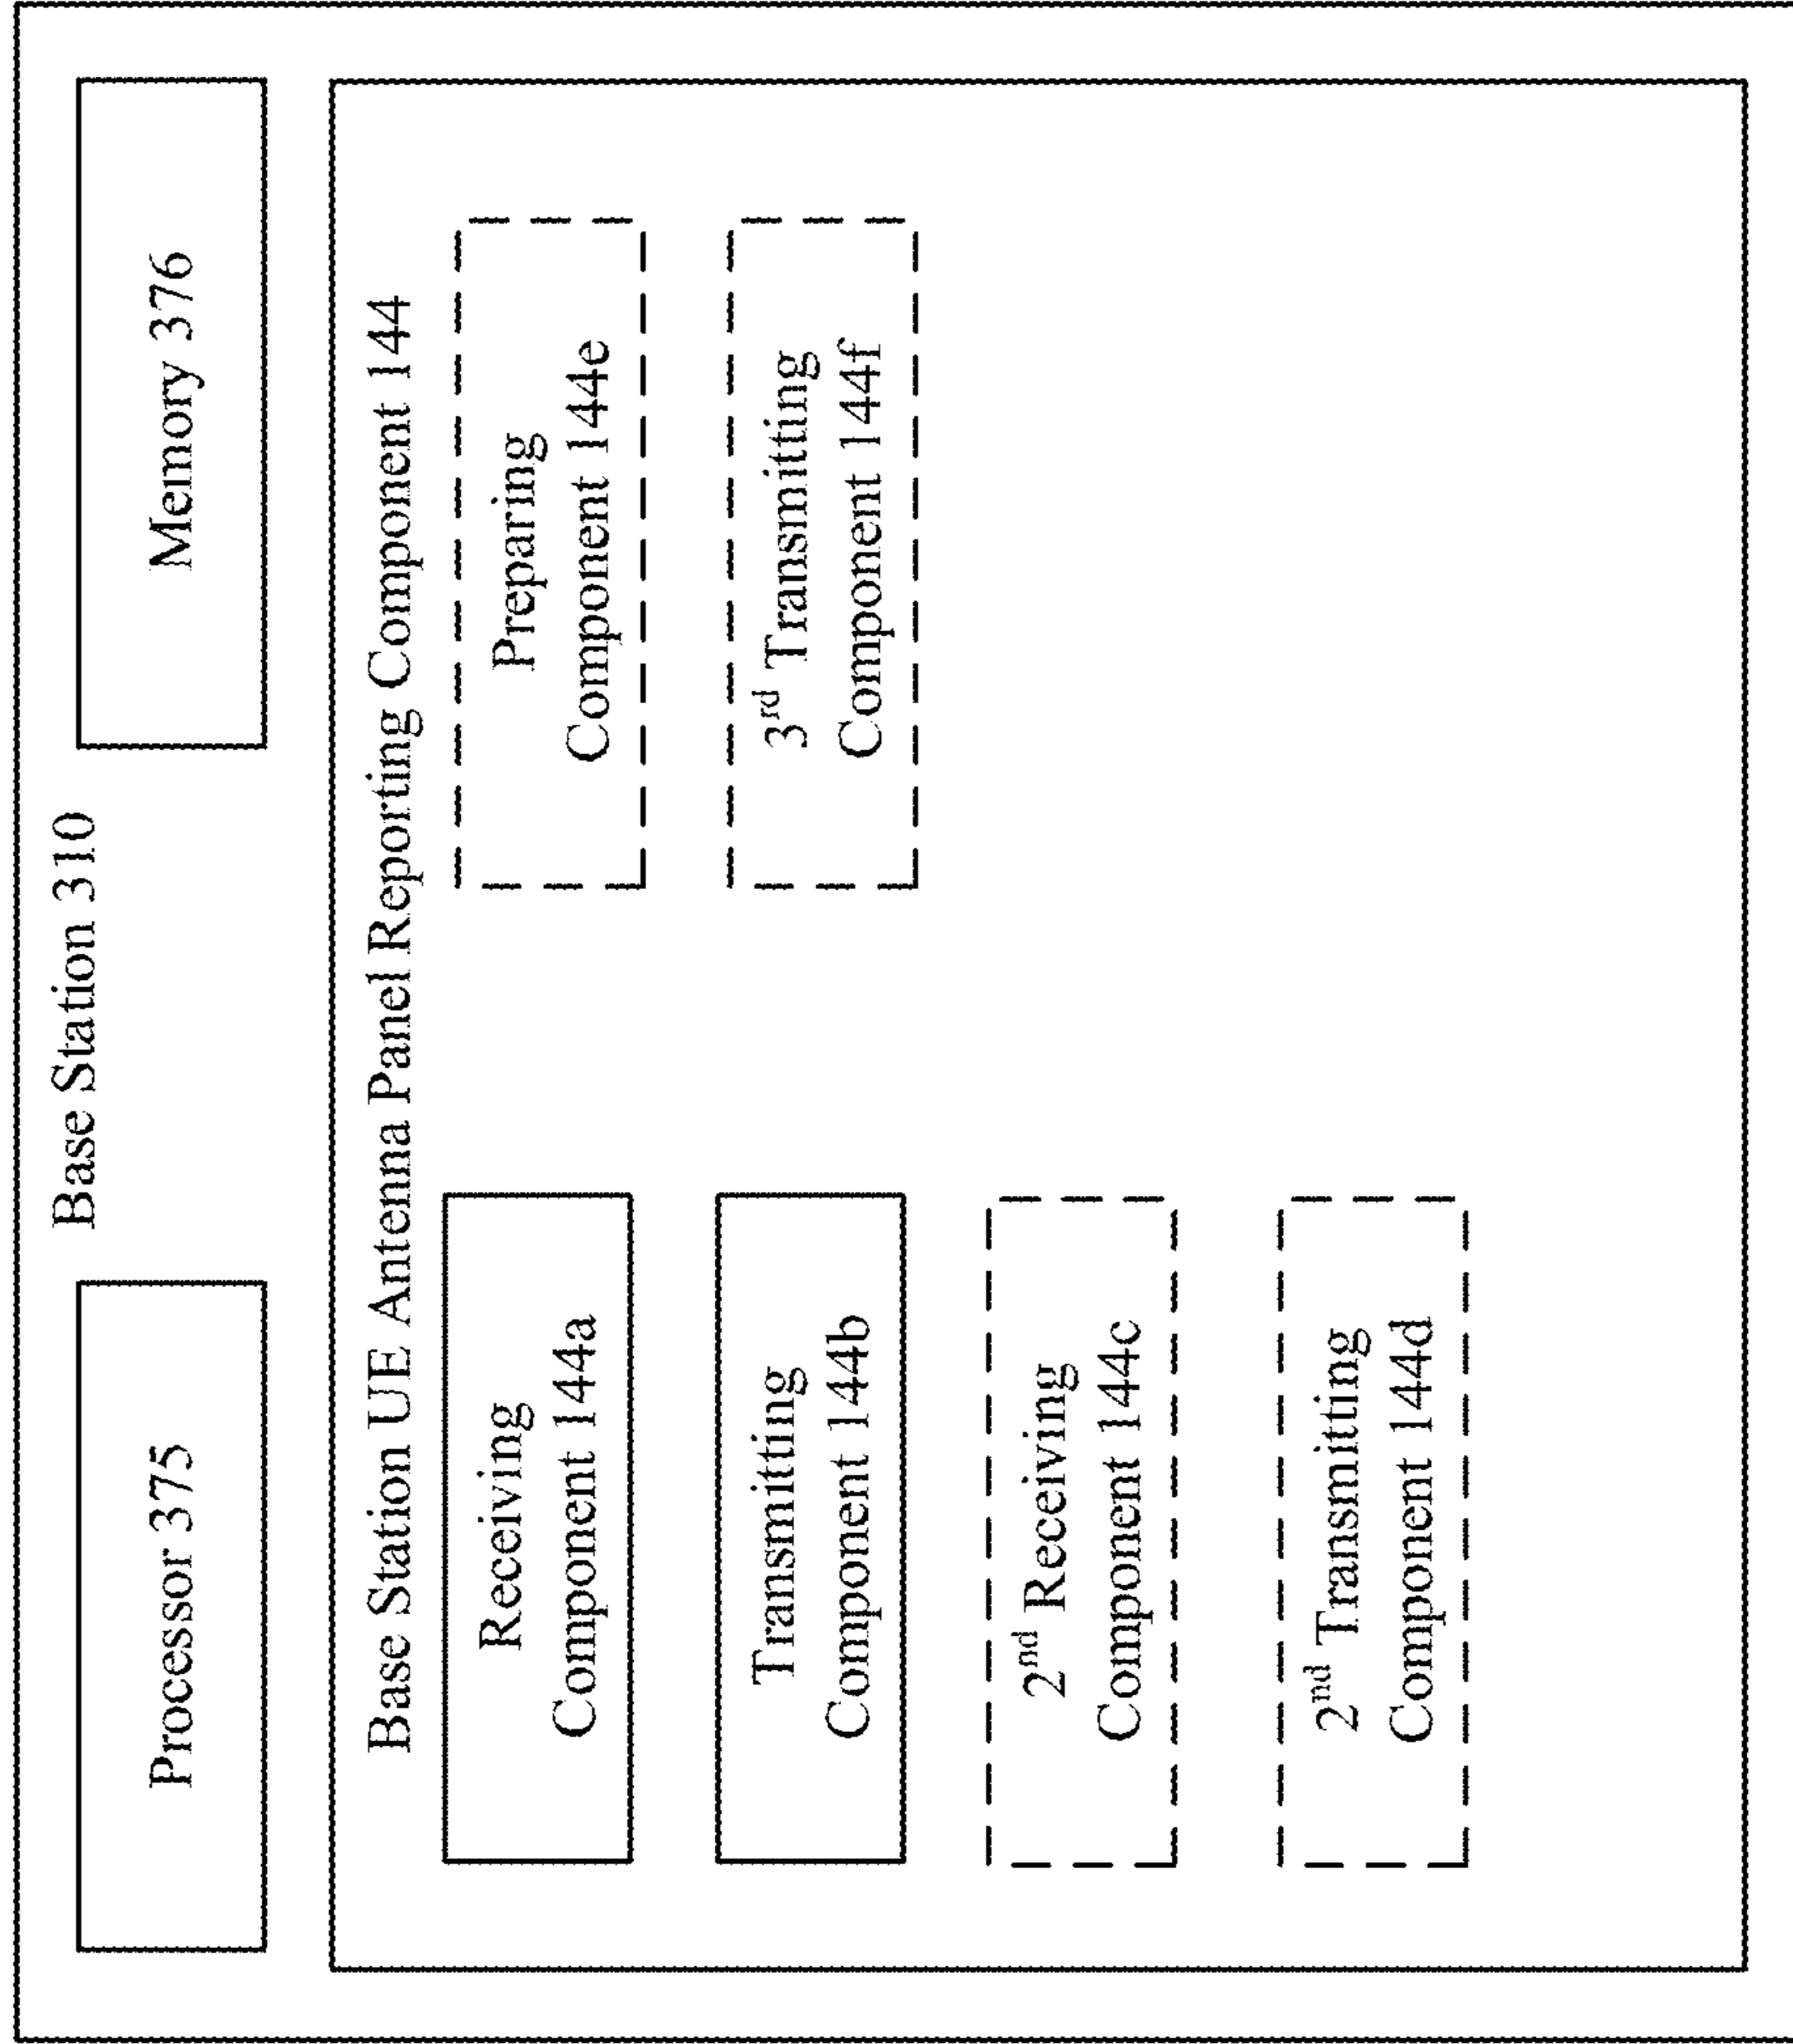 Base Station 310
Processor 375
Memory 376
Base Station UE Antenna Panel Reporting Component 144
Receiving
Component 144a
Transmitting
Component 144b
2nd Receiving
Component 144c
2nd Transmitting
Component 144d
Preparing
Component 144e
3rd Transmitting
Component 144f